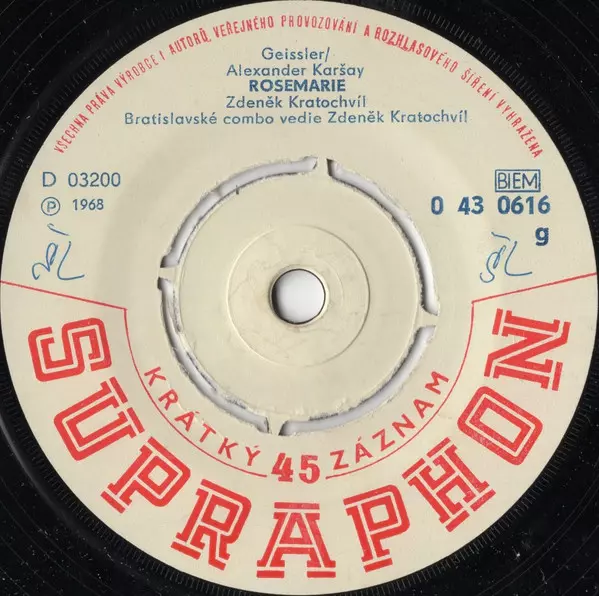 VŠECHNA PRÁVA VÝROBCE I AUTORŮ, VEŘEJNÉHO PROVOZOVÁNÍ A ROZHLASOVÉHO ŠÍŘENÍ VYHRAŽENA
Geissler/
Alexander Karšay
ROSEMARIE
Zdeněk Kratochvíl
Bratislavské combo vedie Zdeněk Kratochvíl
D 03200
Ⓟ 1968
BIEM
0 43 0616
g
KRÁTKÝ 45 ZÁZNAM
SUPRAPHON